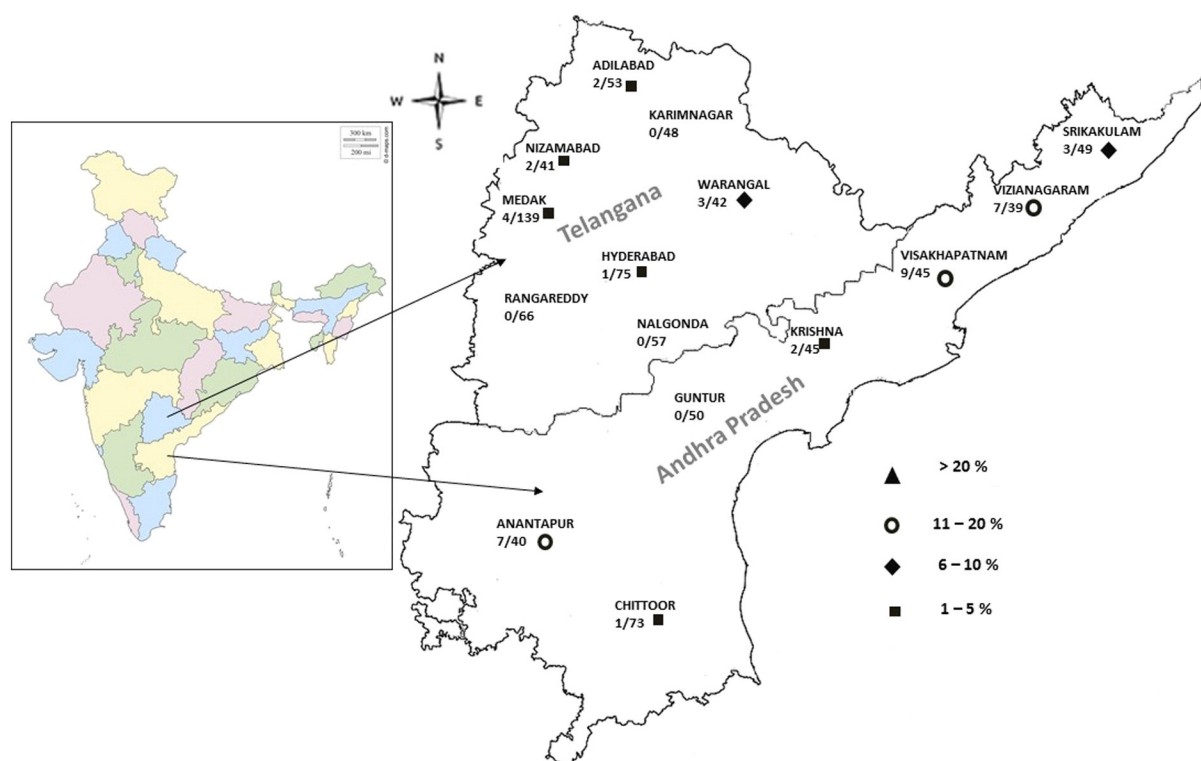 N
W
E
S
300 km
200 mi
© d-maps.com
ADILABAD
2/53
KARIMNAGAR
0/48
NIZAMABAD
2/41
MEDAK
4/139
Telangana
WARANGAL
3/42
HYDERABAD
1/75
RANGAREDDY
0/66
NALGONDA
0/57
SRIKAKULAM
3/49
VIZIANAGARAM
7/39
VISAKHAPATNAM
9/45
KRISHNA
2/45
GUNTUR
0/50
Andhra Pradesh
ANANTAPUR
7/40
CHITTOOR
1/73
> 20 %
11 – 20 %
6 – 10 %
1 – 5 %